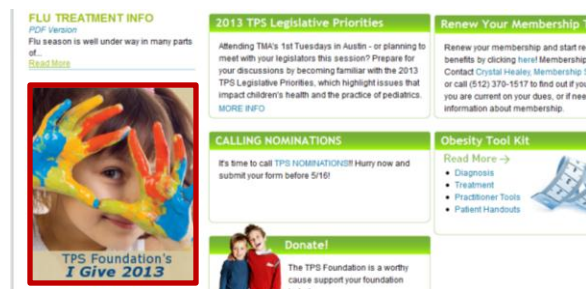 FLU TREATMENT INFO
PDF Version
Flu season is well under way in many parts
of...
Read More
TPS Foundation's
I Give 2013
2013 TPS Legislative Priorities
Attending TMA's 1st Tuesdays in Austin - or planning to
meet with your legislators this session? Prepare for
your discussions by becoming familiar with the 2013
TPS Legislative Priorities, which highlight issues that
impact children's health and the practice of pediatrics.
MORE INFO
CALLING NOMINATIONS
It's time to call TPS NOMINATIONS!! Hurry now and
submit your form before 5/16!
Donate!
The TPS Foundation is a worthy
cause support your foundation
Renew Your Membership
Renew your membership and start
benefits by clicking here! Membership
Contact Crystal Healey, Membership
or call (512) 370-1517 to find out if you
you are current on your dues, or if
information about membership.
Obesity Tool Kit
Read More →
• Diagnosis
• Treatment
• Practitioner Tools
• Patient Handouts